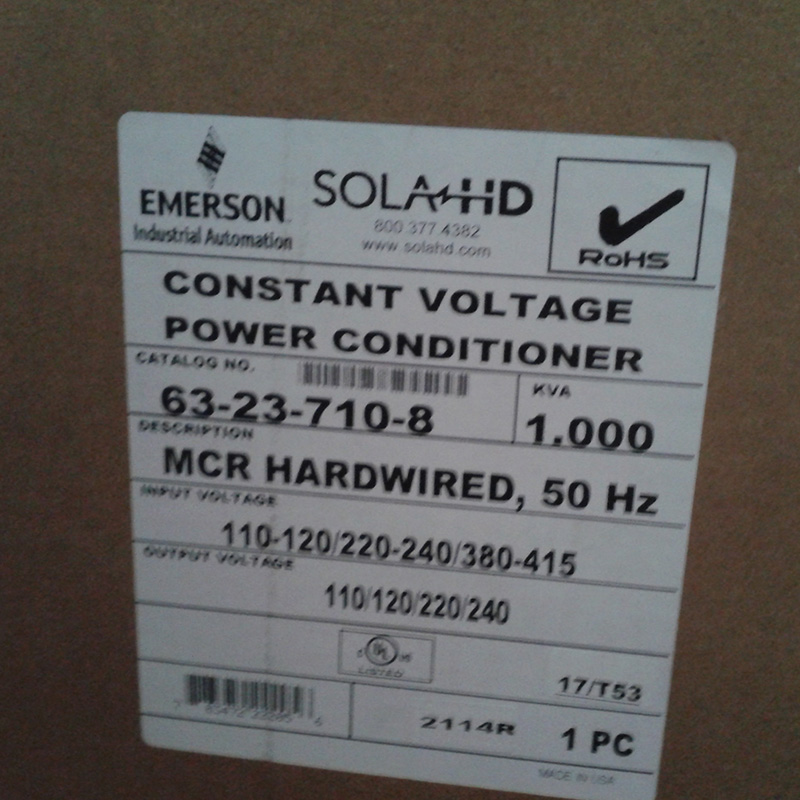 EMERSON
Industrial Automation
SOLA HD
800 377 4382
www.solahd.com
RoHS
CONSTANT VOLTAGE
POWER CONDITIONER
CATALOG NO.
63-23-710-8
KVA
1.000
DESCRIPTION
MCR HARDWIRED, 50 Hz
INPUT VOLTAGE
110-120/220-240/380-415
OUTPUT VOLTAGE
110/120/220/240
C UL US
LISTED
17/T53
2114R
1 PC
MADE IN USA